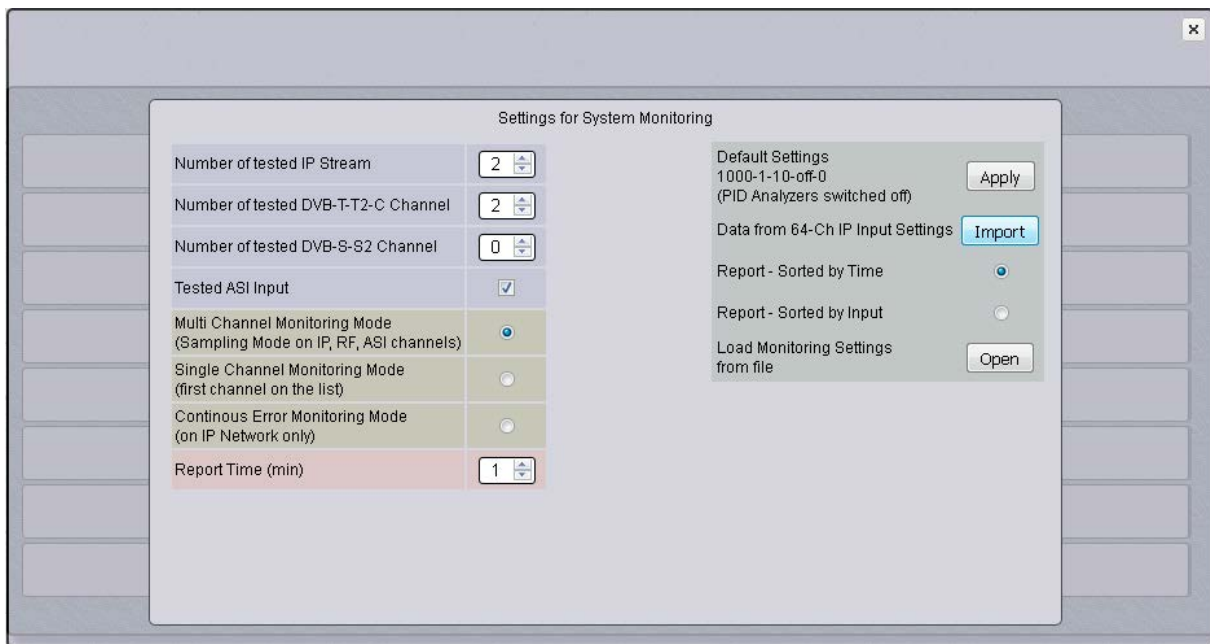 Settings for System Monitoring
Number of tested IP Stream
2
Number of tested DVB-T-T2-C Channel
2
Number of tested DVB-S-S2 Channel
0
Tested ASI Input
Multi Channel Monitoring Mode
(Sampling Mode on IP, RF, ASI channels)
Single Channel Monitoring Mode
(first channel on the list)
Continous Error Monitoring Mode
(on IP Network only)
Report Time (min)
1
Default Settings
1000-1-10-off-0
(PID Analyzers switched off)
Apply
Data from 64-Ch IP Input Settings
Import
Report - Sorted by Time
Report - Sorted by Input
Load Monitoring Settings
from file
Open